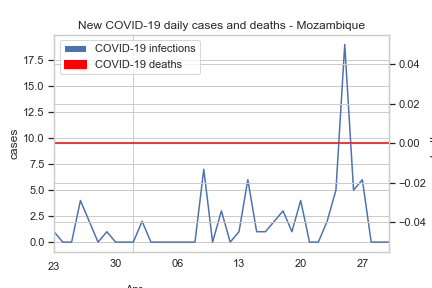 New COVID-19 daily cases and deaths - Mozambique
COVID-19 infections
COVID-19 deaths
cases
17.5
15.0
12.5
10.0
7.5
5.0
2.5
0.0
0.04
0.02
0.00
−0.02
−0.04
23 30 06 13 20 27